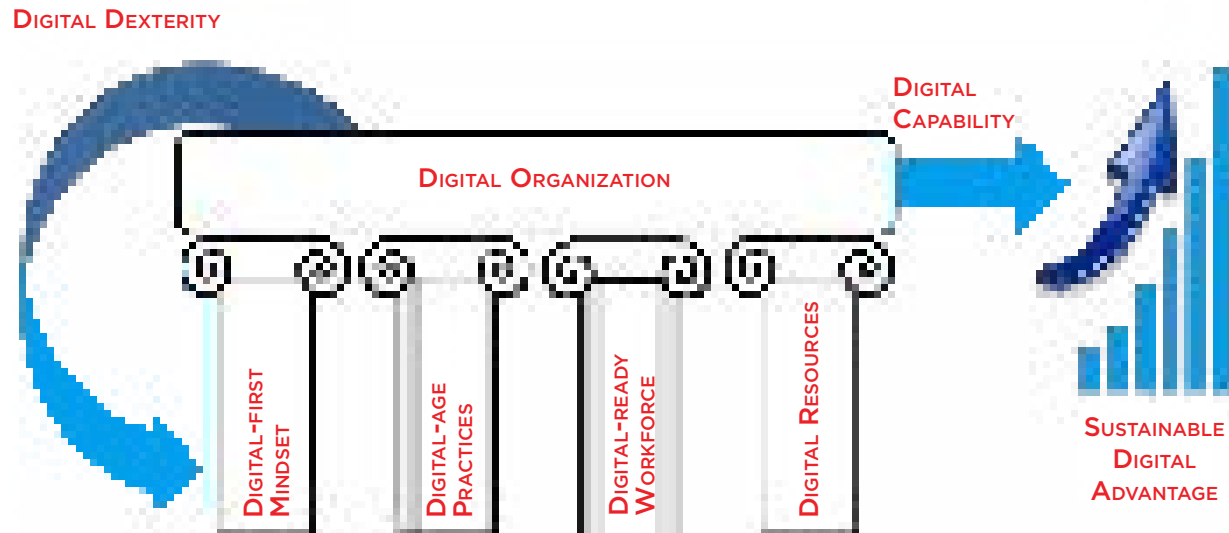 Digital Dexterity
Digital
Capability
Digital Organization
Digital-first
Mindset
Digital-age
Practices
Digital-ready
Workforce
Digital Resources
Sustainable
Digital
Advantage